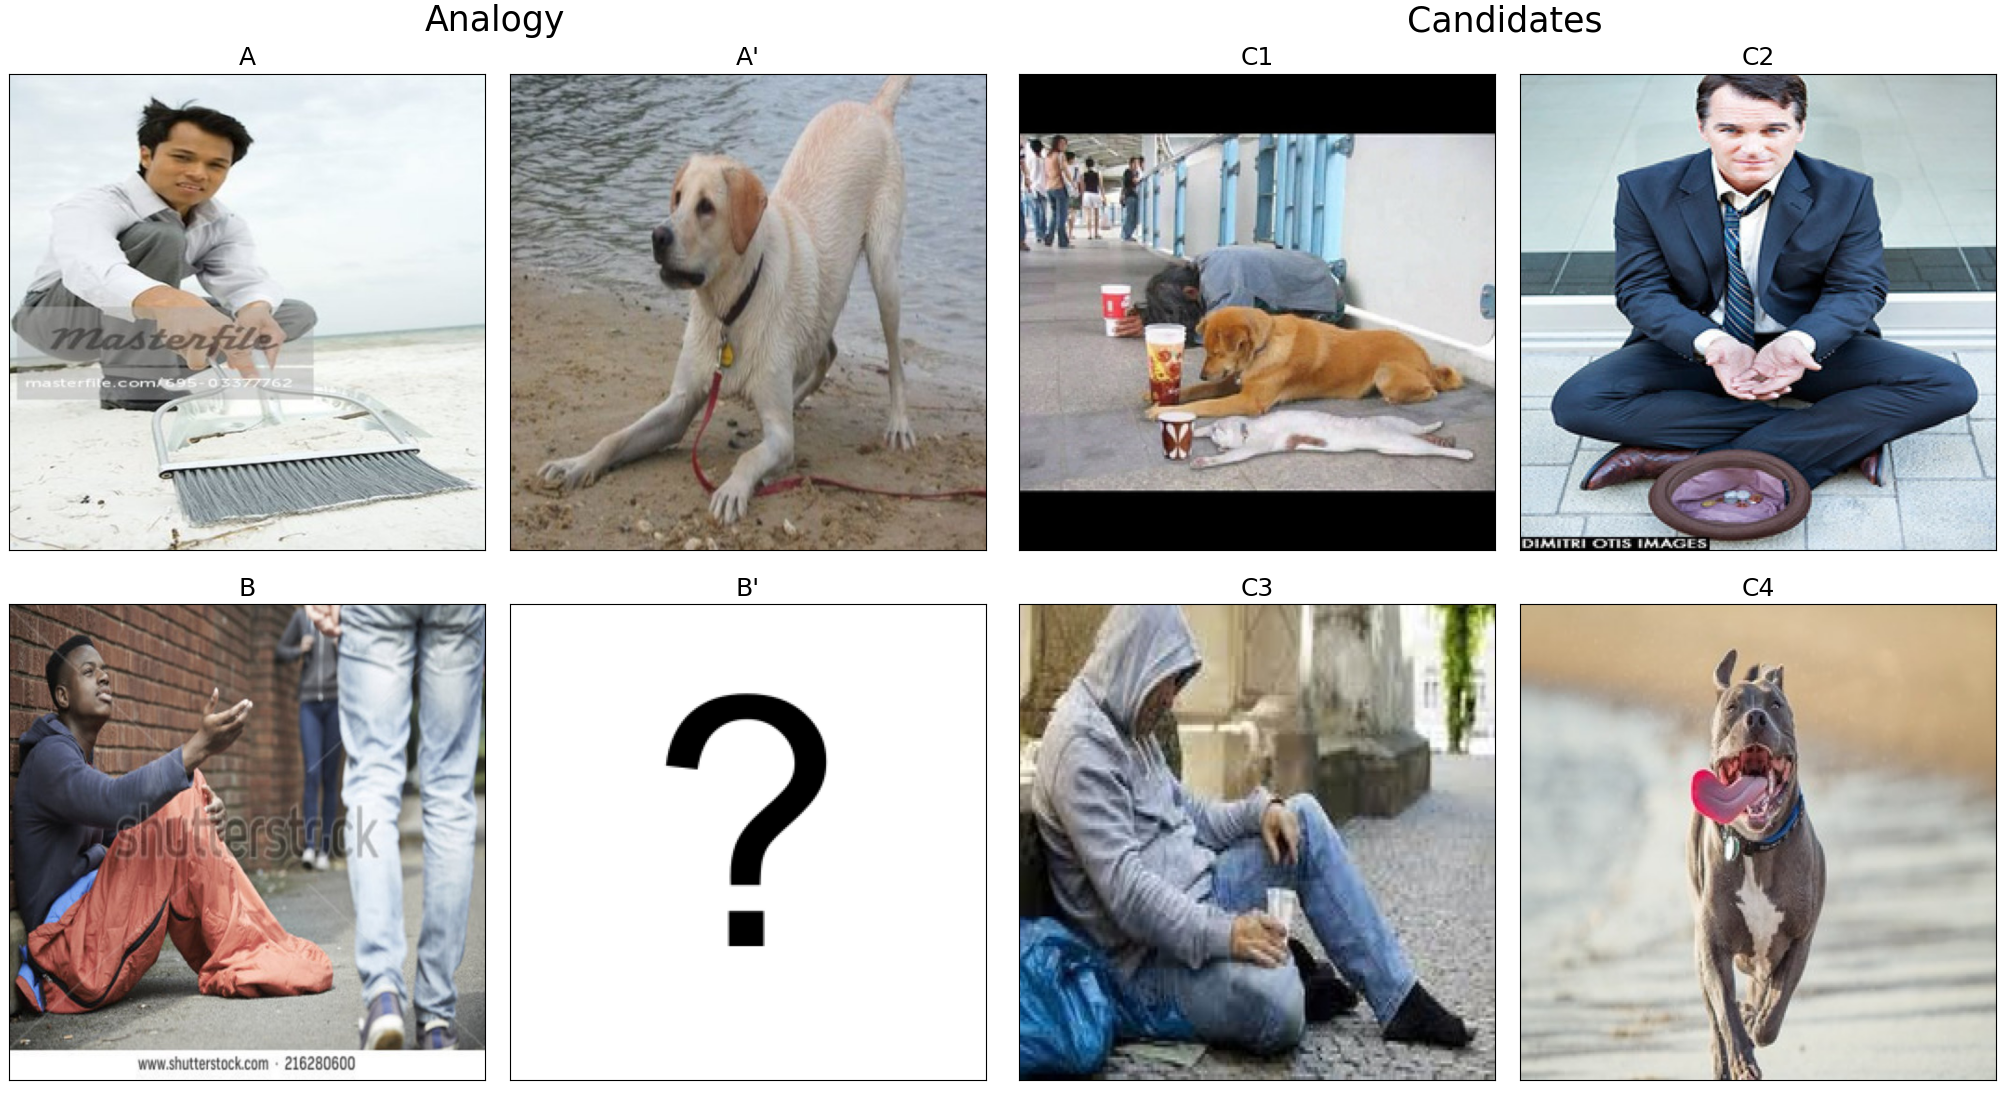 Analogy
Candidates
A
A'
C1
C2
Masterfile
masterfile.com/695-03377762
DIMITRI OTIS IMAGES
B
B'
C3
C4
?
shutterstock
www.shutterstock.com · 216280600